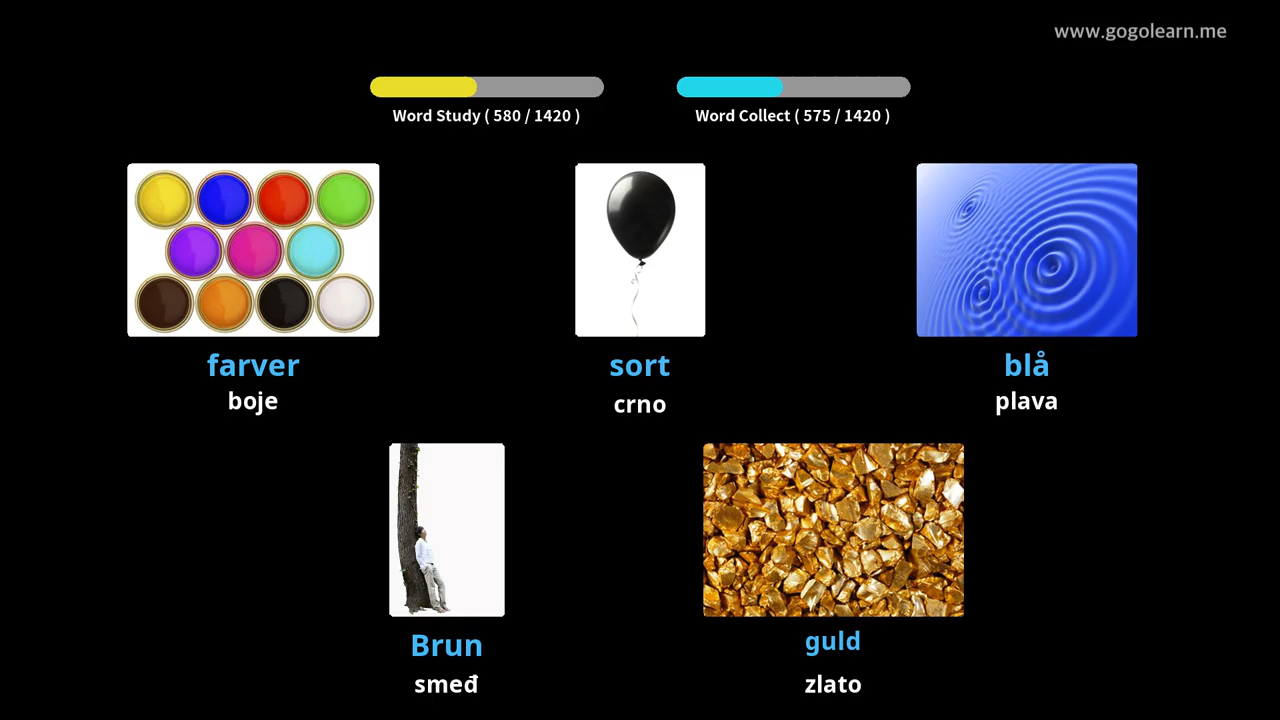 www.gogolearn.me
Word Study ( 580 / 1420 )
Word Collect ( 575 / 1420 )
farver
boje
sort
crno
blå
plava
Brun
smeđ
guld
zlato